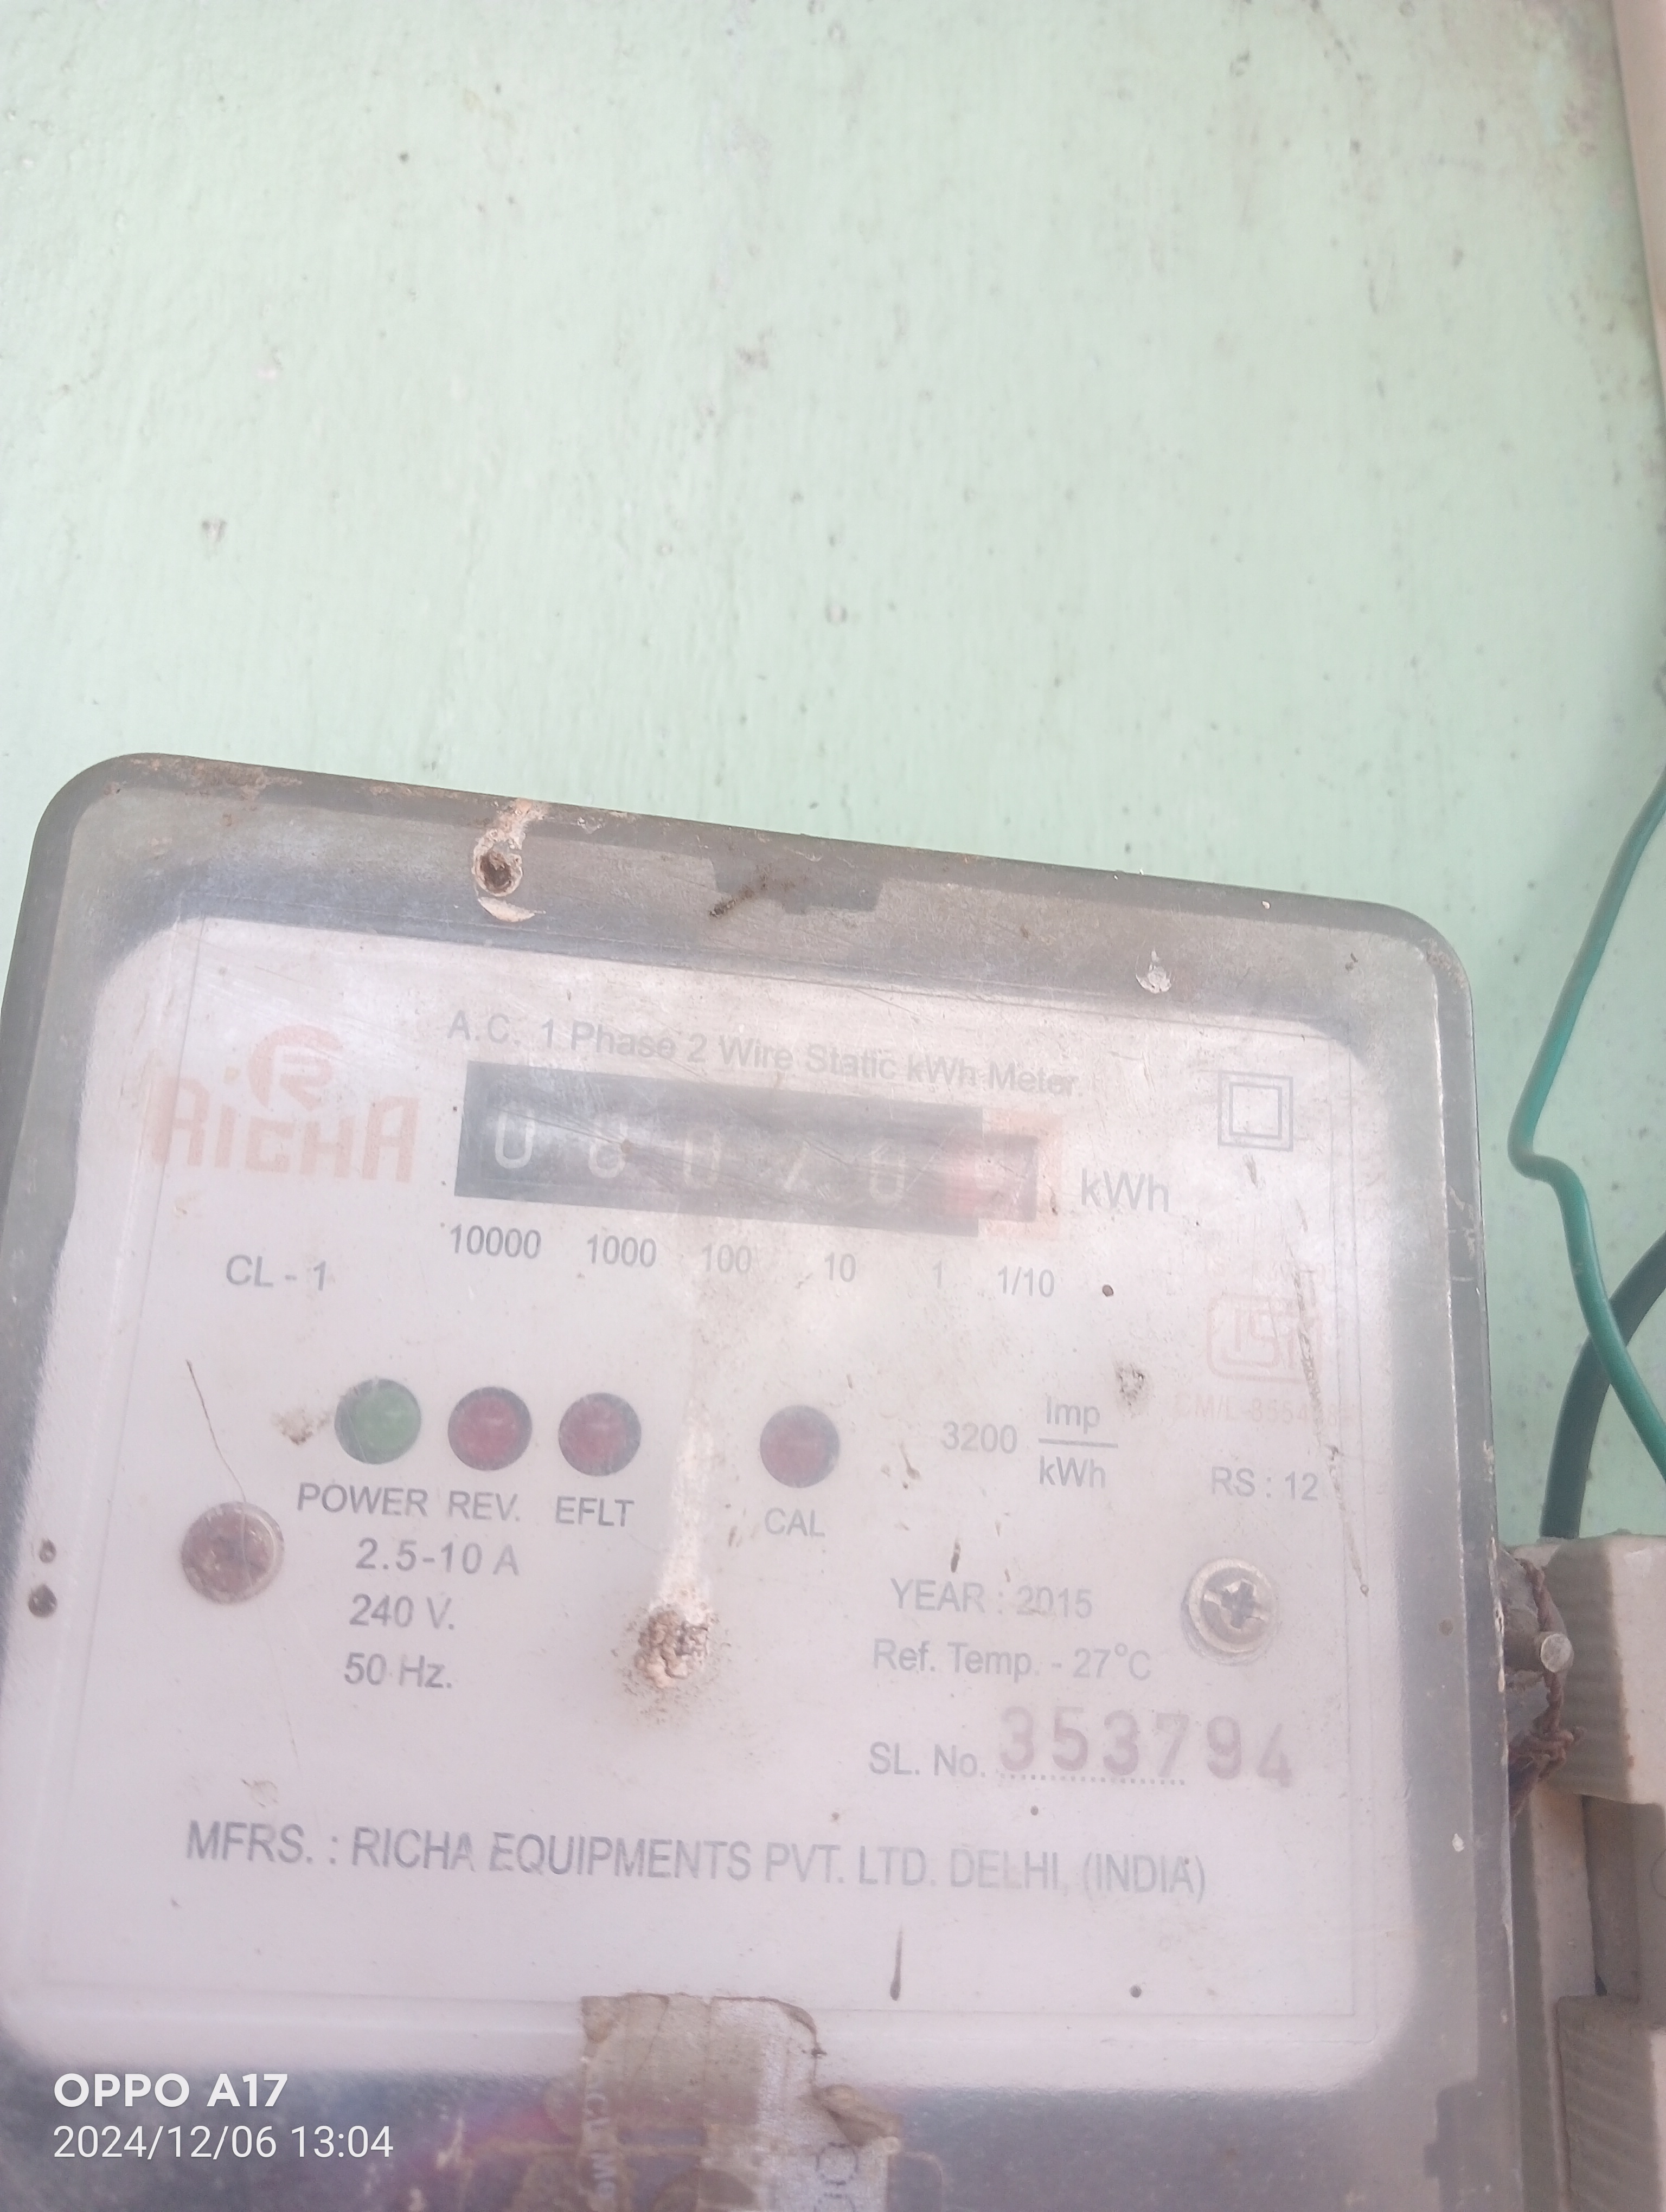 A.C. 1 Phase 2 Wire Static kWh Meter.
R
RICHA
kWh
10000 1000 100 10 1 1/10
CL - 1
ISI
3200 Imp
kWh
RS : 12
POWER REV. EFLT CAL
2.5-10 A
240 V.
50 Hz.
YEAR : 2015
Ref. Temp. - 27°C
SL. No. 353794
MFRS. : RICHA EQUIPMENTS PVT. LTD. DELHI, (INDIA)
OPPO A17
2024/12/06 13:04